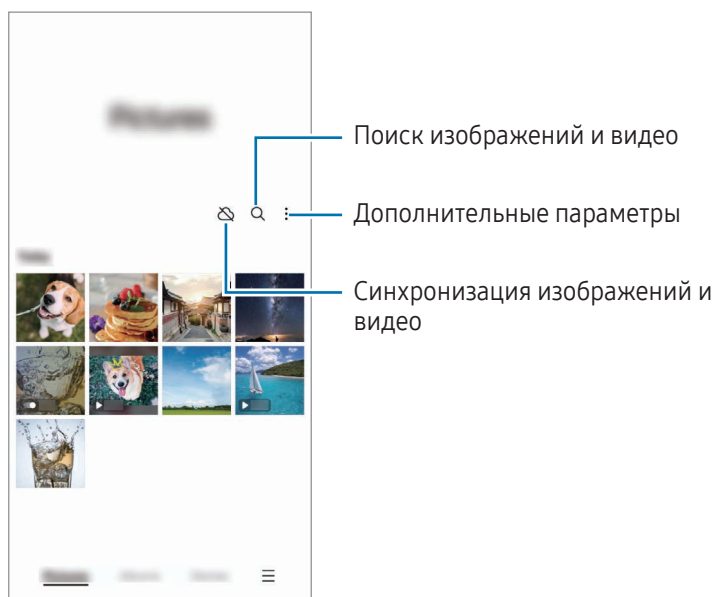 Поиск изображений и видео
Дополнительные параметры
Синхронизация изображений и
видео